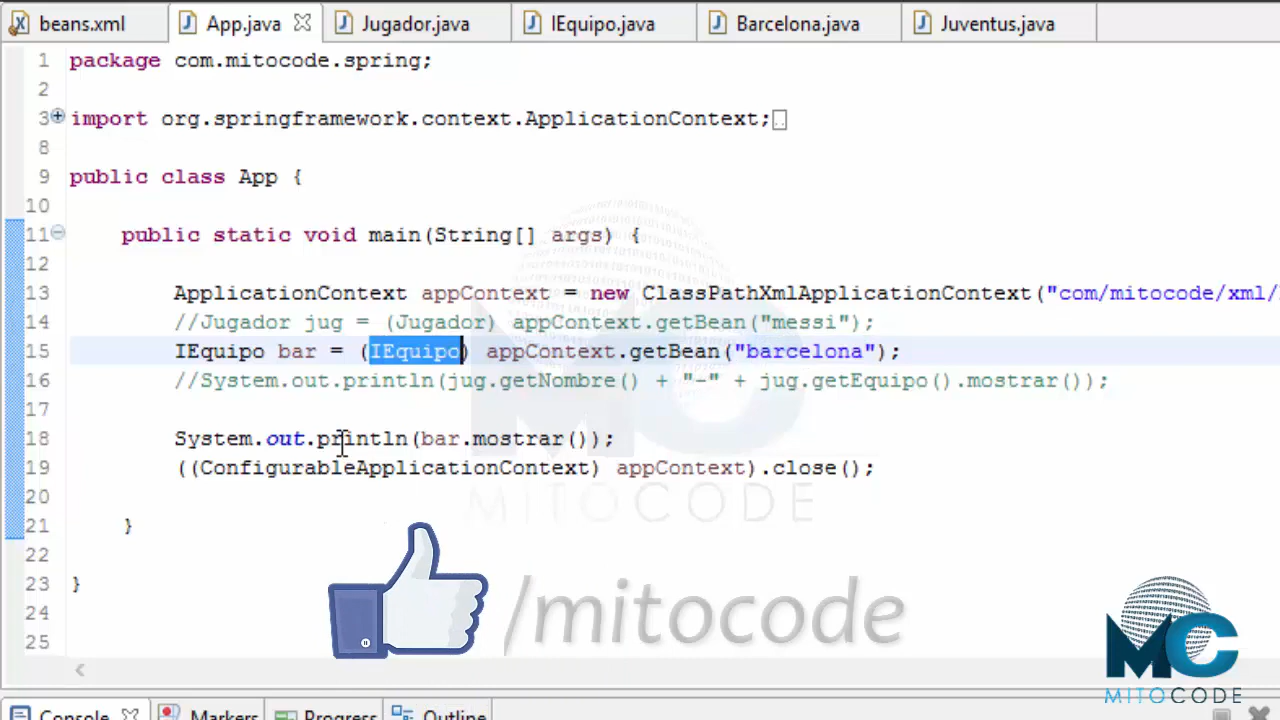 beans.xml App.java Jugador.java IEquipo.java Barcelona.java Juventus.java
1 package com.mitocode.spring;
2
3 import org.springframework.context.ApplicationContext;
8
9 public class App {
10
11 public static void main(String[] args) {
12
13 ApplicationContext appContext = new ClassPathXmlApplicationContext("com/mitocode/xml/
14 //Jugador jug = (Jugador) appContext.getBean("messi");
15 IEquipo bar = (IEquipo) appContext.getBean("barcelona");
16 //System.out.println(jug.getNombre() + "-" + jug.getEquipo().mostrar());
17
18 System.out.println(bar.mostrar());
19 ((ConfigurableApplicationContext) appContext).close();
20
21 }
22
23 }
24
25
MITOCODE
/mitocode
MC
MITOCODE
Console Markers Progress Outline